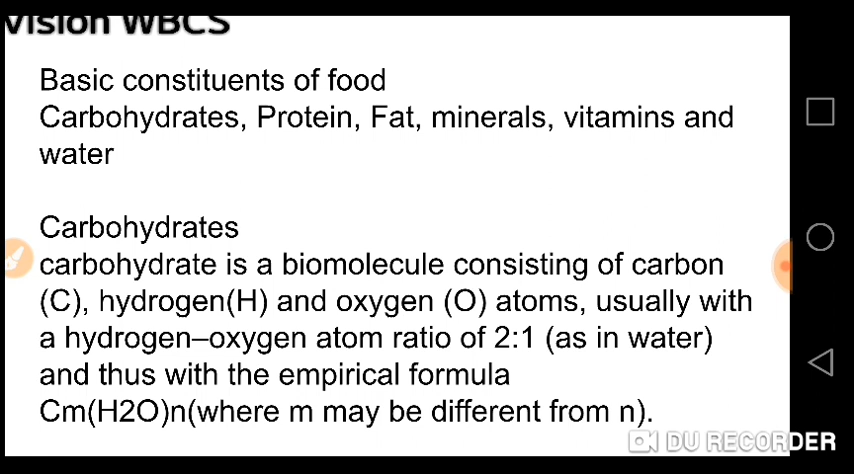 Vision WBCS
Basic constituents of food
Carbohydrates, Protein, Fat, minerals, vitamins and
water
Carbohydrates
carbohydrate is a biomolecule consisting of carbon
(C), hydrogen(H) and oxygen (O) atoms, usually with
a hydrogen–oxygen atom ratio of 2:1 (as in water)
and thus with the empirical formula
Cm(H2O)n(where m may be different from n).
DU RECORDER